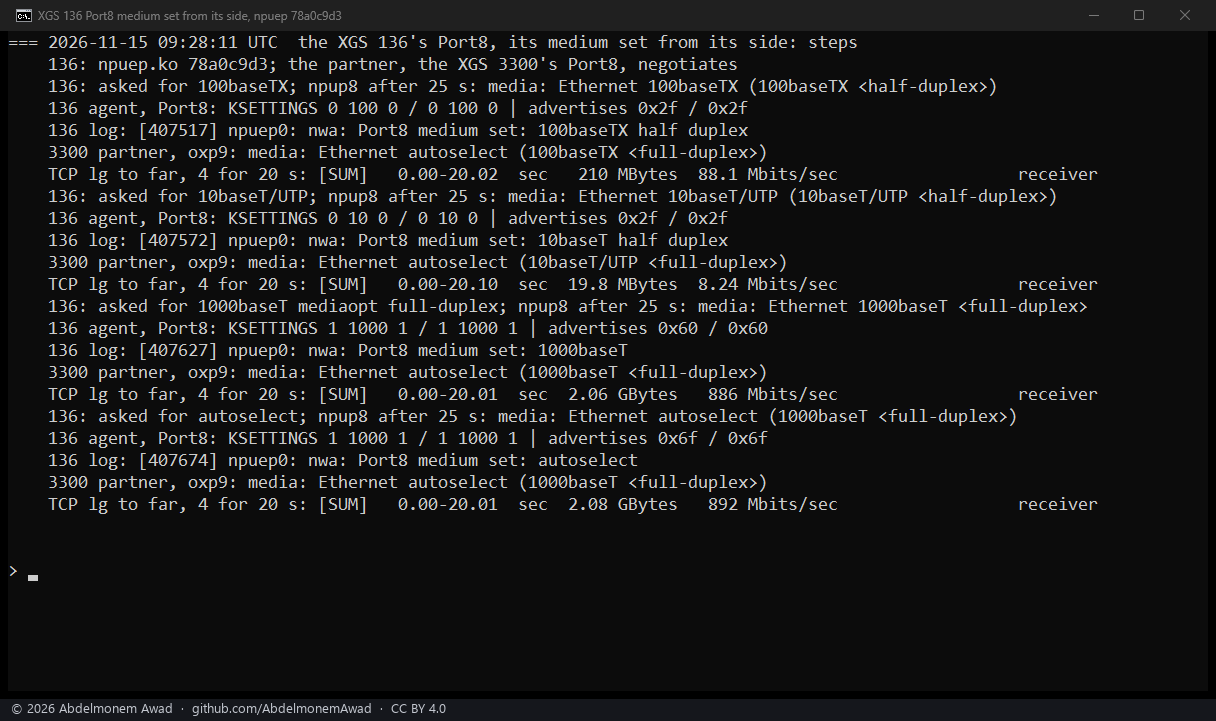 XGS 136 Port8 medium set from its side, npuep 78a0c9d3
=== 2026-11-15 09:28:11 UTC  the XGS 136's Port8, its medium set from its side: steps
136: npuep.ko 78a0c9d3; the partner, the XGS 3300's Port8, negotiates
136: asked for 100baseTX; npup8 after 25 s: media: Ethernet 100baseTX (100baseTX <half-duplex>)
136 agent, Port8: KSETTINGS 0 100 0 / 0 100 0 | advertises 0x2f / 0x2f
136 log: [407517] npuep0: nwa: Port8 medium set: 100baseTX half duplex
3300 partner, oxp9: media: Ethernet autoselect (100baseTX <full-duplex>)
TCP lg to far, 4 for 20 s: [SUM]   0.00-20.02  sec   210 MBytes  88.1 Mbits/sec                  receiver
136: asked for 10baseT/UTP; npup8 after 25 s: media: Ethernet 10baseT/UTP (10baseT/UTP <half-duplex>)
136 agent, Port8: KSETTINGS 0 10 0 / 0 10 0 | advertises 0x2f / 0x2f
136 log: [407572] npuep0: nwa: Port8 medium set: 10baseT half duplex
3300 partner, oxp9: media: Ethernet autoselect (10baseT/UTP <full-duplex>)
TCP lg to far, 4 for 20 s: [SUM]   0.00-20.10  sec  19.8 MBytes  8.24 Mbits/sec                  receiver
136: asked for 1000baseT mediaopt full-duplex; npup8 after 25 s: media: Ethernet 1000baseT <full-duplex>
136 agent, Port8: KSETTINGS 1 1000 1 / 1 1000 1 | advertises 0x60 / 0x60
136 log: [407627] npuep0: nwa: Port8 medium set: 1000baseT
3300 partner, oxp9: media: Ethernet autoselect (1000baseT <full-duplex>)
TCP lg to far, 4 for 20 s: [SUM]   0.00-20.01  sec  2.06 GBytes   886 Mbits/sec                  receiver
136: asked for autoselect; npup8 after 25 s: media: Ethernet autoselect (1000baseT <full-duplex>)
136 agent, Port8: KSETTINGS 1 1000 1 / 1 1000 1 | advertises 0x6f / 0x6f
136 log: [407674] npuep0: nwa: Port8 medium set: autoselect
3300 partner, oxp9: media: Ethernet autoselect (1000baseT <full-duplex>)
TCP lg to far, 4 for 20 s: [SUM]   0.00-20.01  sec  2.08 GBytes   892 Mbits/sec                  receiver
>
© 2026 Abdelmonem Awad · github.com/AbdelmonemAwad · CC BY 4.0